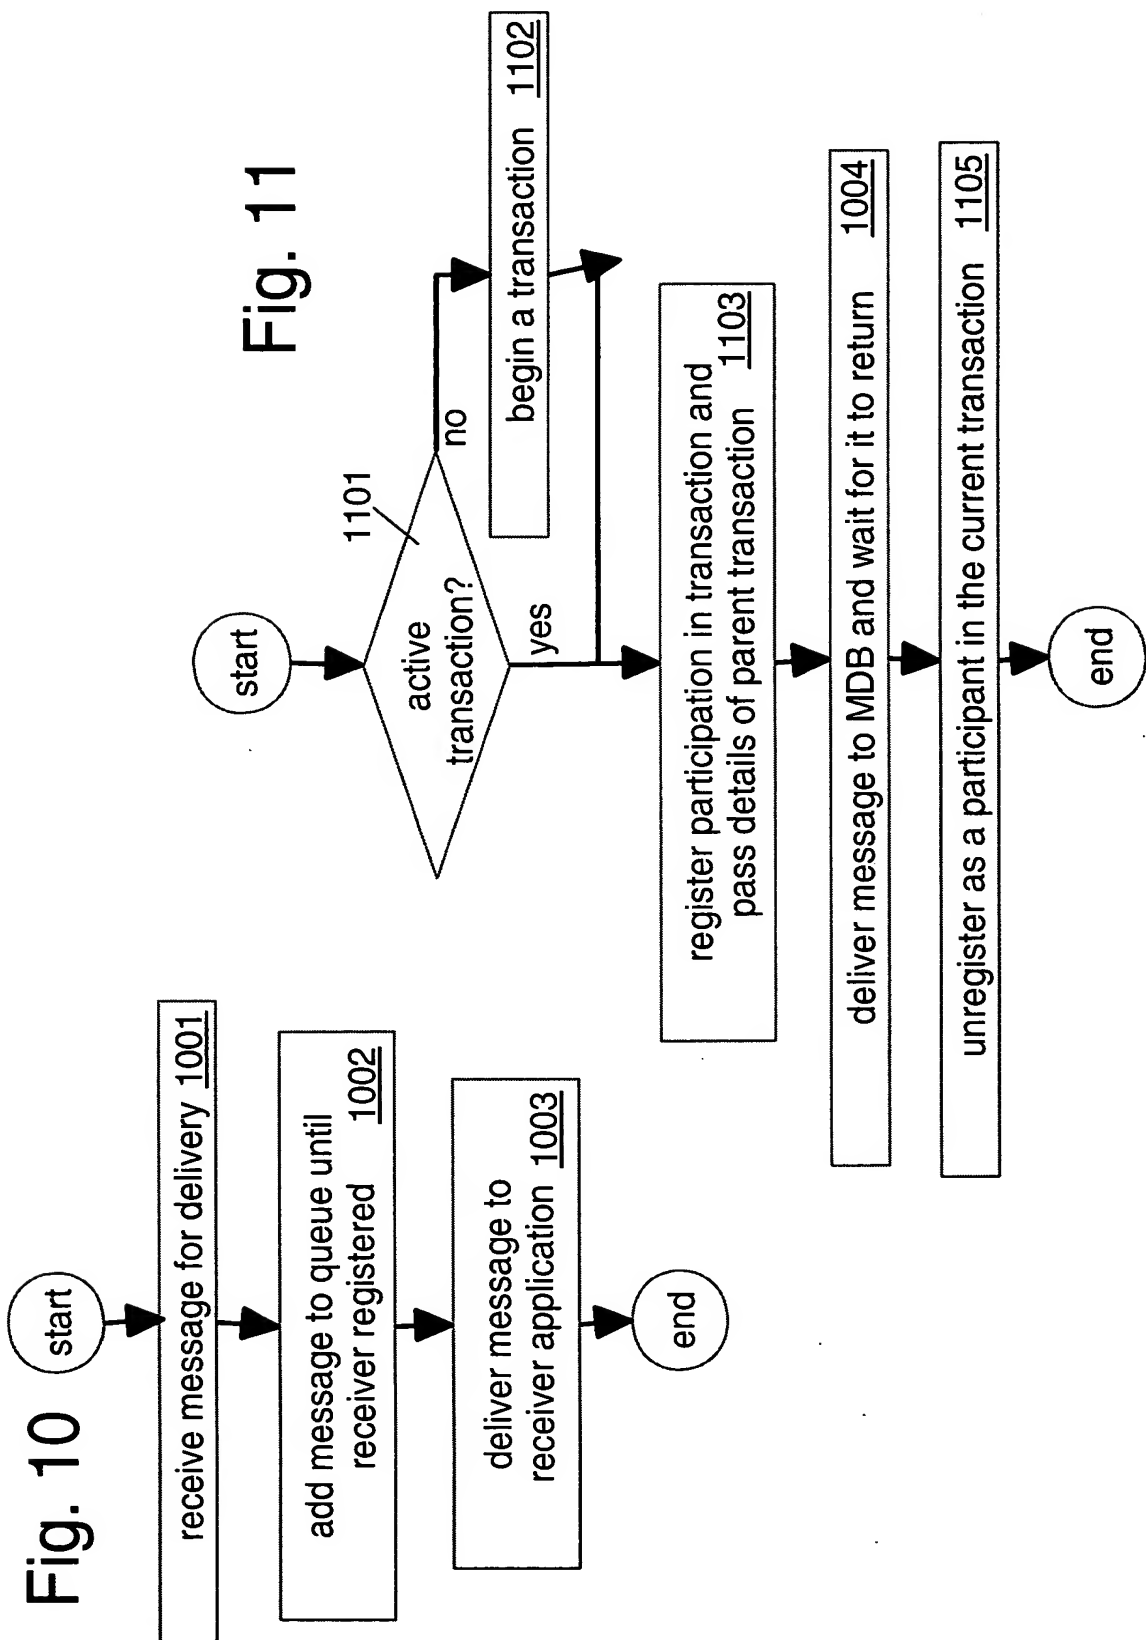 Fig. 10
start
receive message for delivery 1001
add message to queue until
receiver registered 1002
deliver message to
receiver application 1003
end
Fig. 11
start
1101
active
transaction?
no
yes
begin a transaction 1102
register participation in transaction and
pass details of parent transaction 1103
deliver message to MDB and wait for it to return 1004
unregister as a participant in the current transaction 1105
end